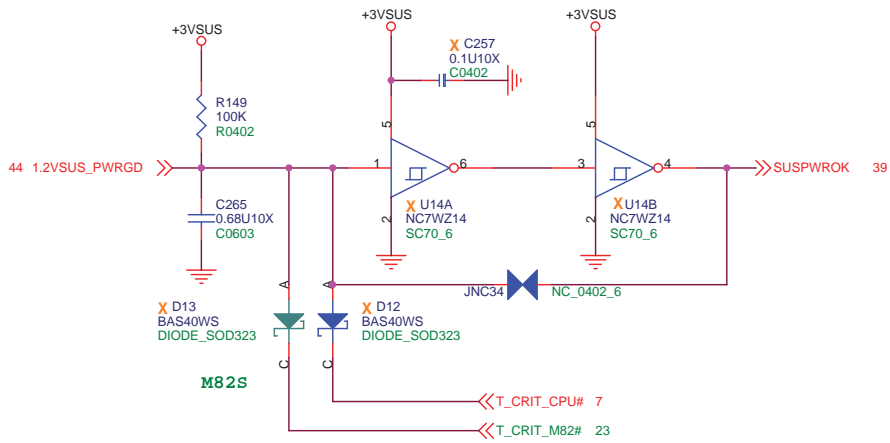 +3VSUS
+3VSUS
+3VSUS
X C257
0.1U10X
C0402
R149
100K
R0402
5
5
44 1.2VSUS_PWRGD
1
6
3
4
SUSPWROK 39
C265
0.68U10X
C0603
2
X U14A
NC7WZ14
SC70_6
2
X U14B
NC7WZ14
SC70_6
A
A
JNC34
NC_0402_6
X D13
BAS40WS
DIODE_SOD323
X D12
BAS40WS
DIODE_SOD323
C
C
M82S
T_CRIT_CPU# 7
T_CRIT_M82# 23